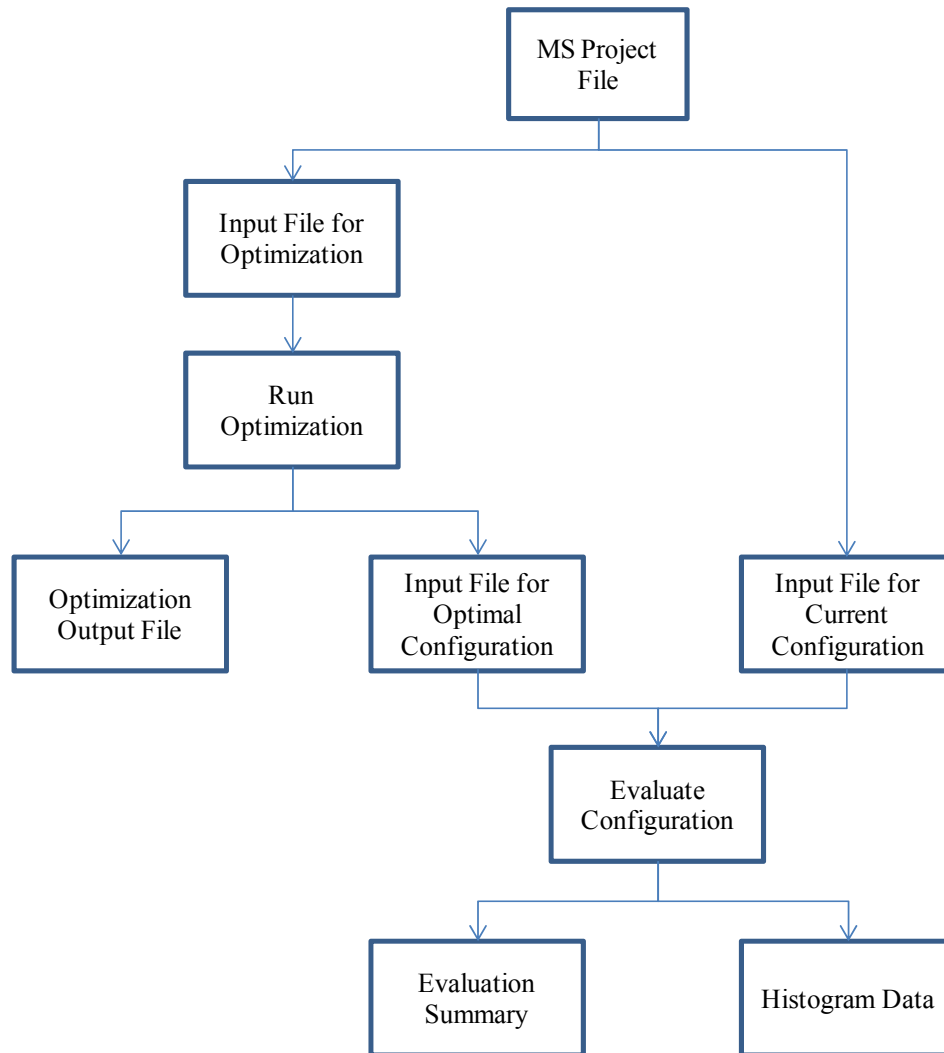 MS Project
File
Input File for
Optimization
Run
Optimization
Optimization
Output File
Input File for
Optimal
Configuration
Input File for
Current
Configuration
Evaluate
Configuration
Evaluation
Summary
Histogram Data